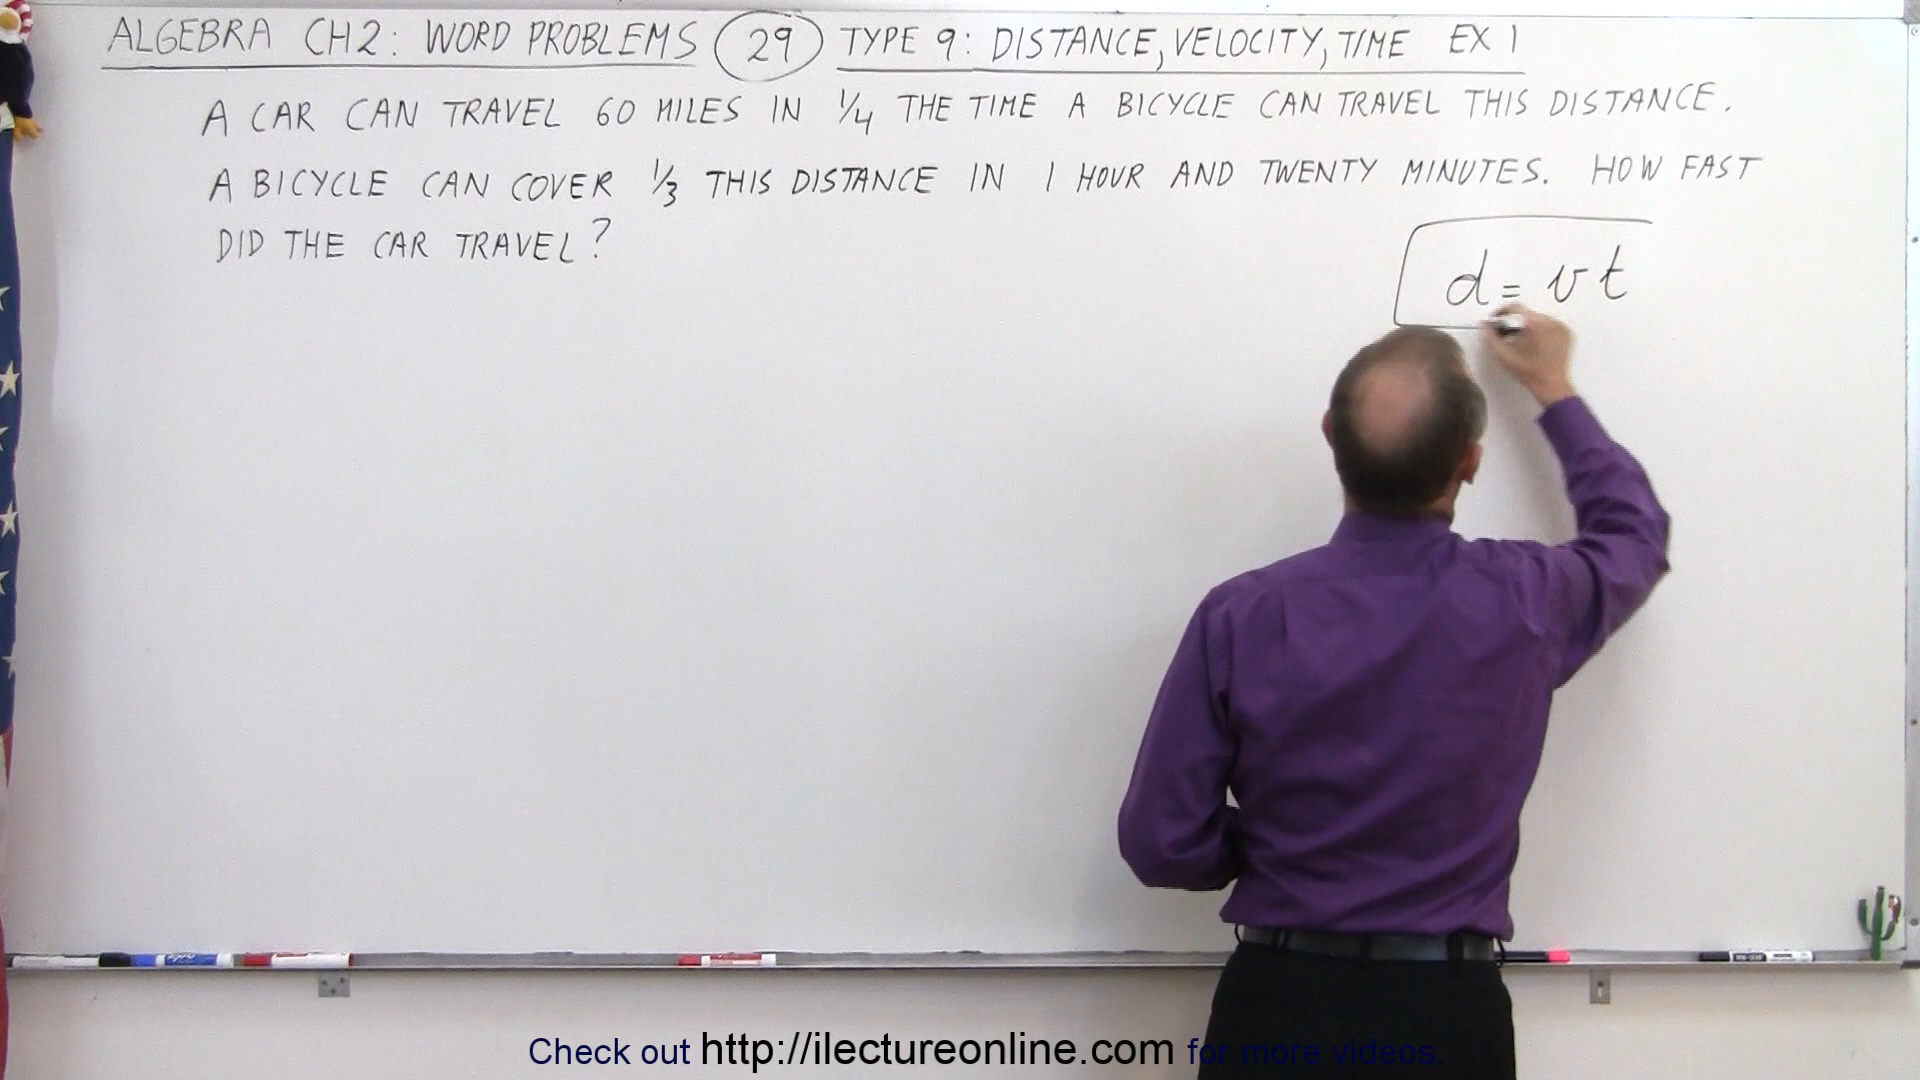 ALGEBRA CH2: WORD PROBLEMS 29 TYPE 9: DISTANCE, VELOCITY, TIME EX 1
A CAR CAN TRAVEL 60 MILES IN 1/4 THE TIME A BICYCLE CAN TRAVEL THIS DISTANCE.
A BICYCLE CAN COVER 1/3 THIS DISTANCE IN 1 HOUR AND TWENTY MINUTES. HOW FAST
DID THE CAR TRAVEL?
d = vt
Check out http://ilectureonline.com for more videos.